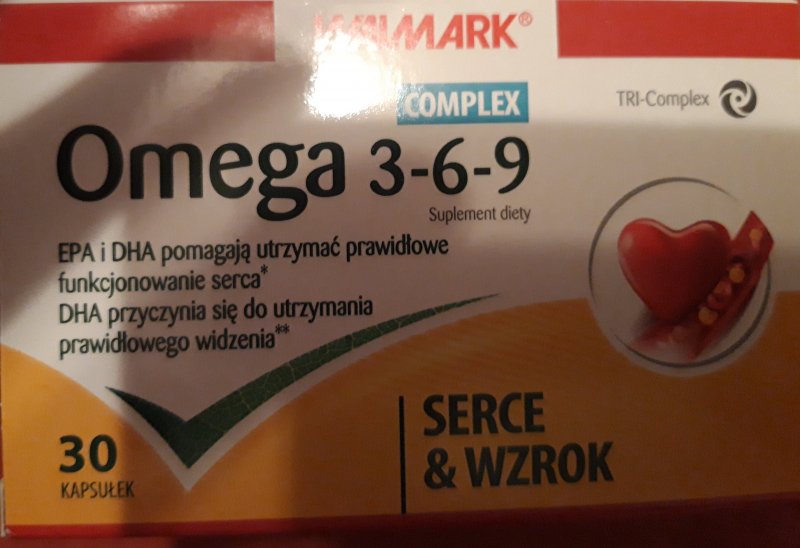 WALMARK®
COMPLEX
TRI-Complex
Omega 3-6-9
Suplement diety
EPA i DHA pomagają utrzymać prawidłowe
funkcjonowanie serca*
DHA przyczynia się do utrzymania
prawidłowego widzenia**
30
KAPSUŁEK
SERCE
& WZROK